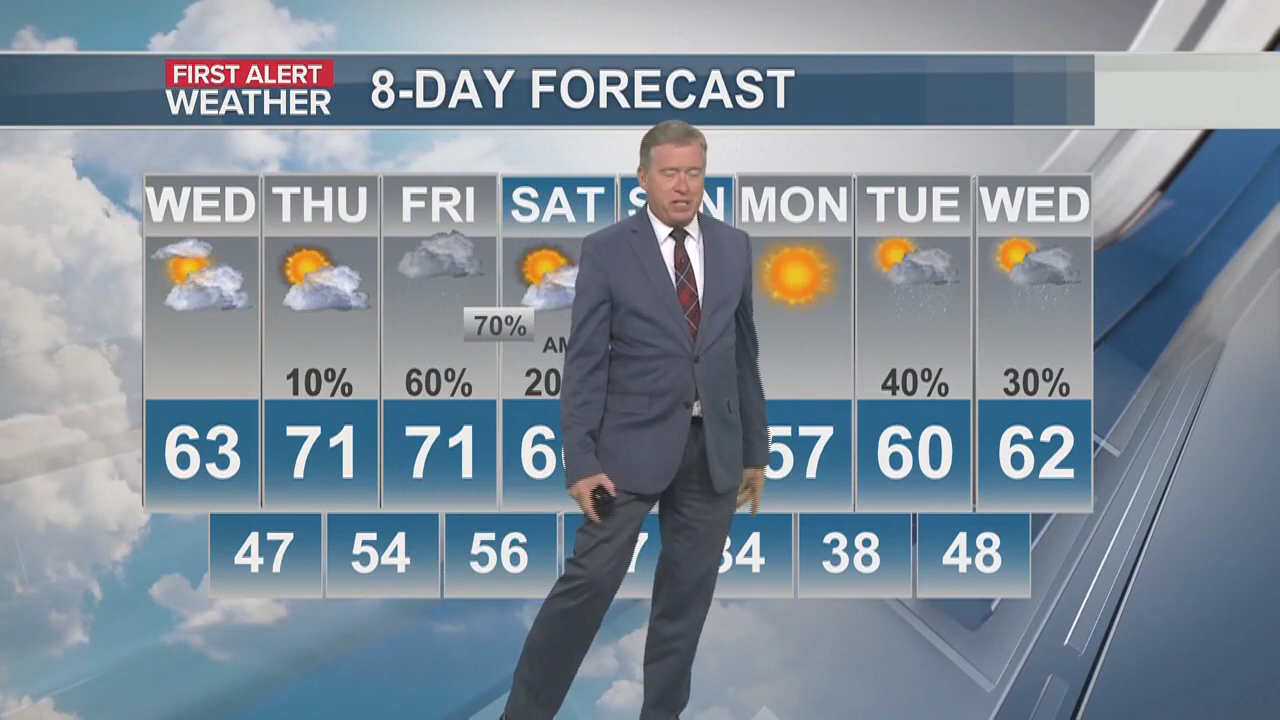 FIRST ALERT
WEATHER
8-DAY FORECAST
WED THU FRI SAT MON TUE WED
70%
10% 60% 40% 30%
63 71 71 57 60 62
47 54 56 38 48